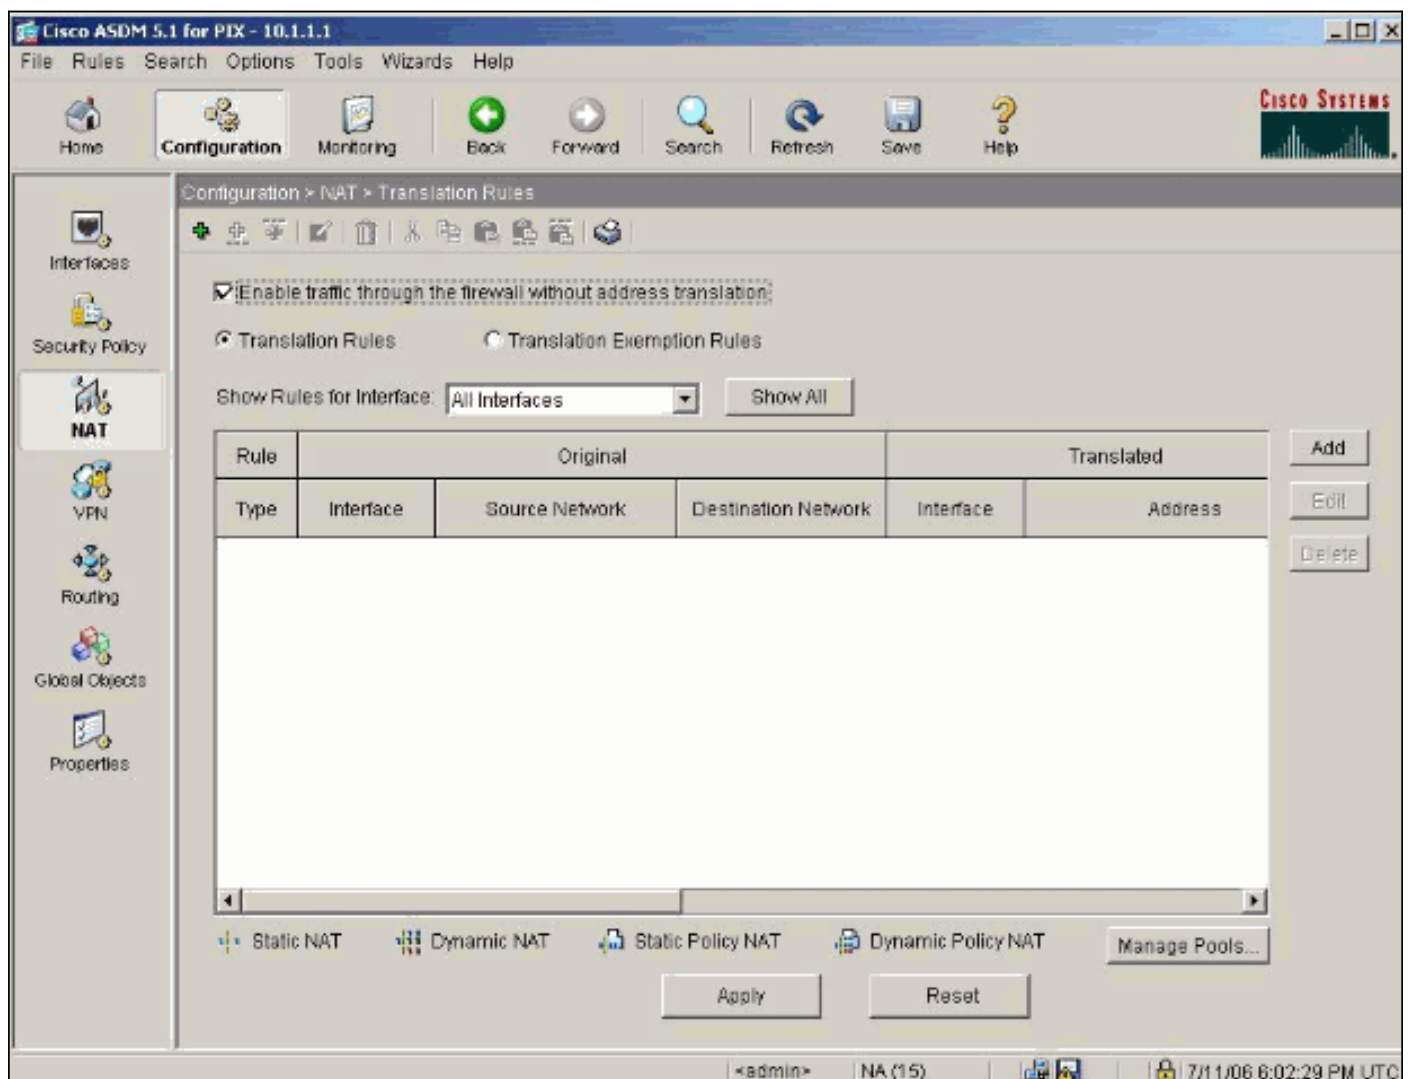 Cisco ASDM 5.1 for PIX - 10.1.1.1
File Rules Search Options Tools Wizards Help
Home Configuration Monitoring Back Forward Search Refresh Save Help
CISCO SYSTEMS
Configuration > NAT > Translation Rules
Interfaces
Security Policy
NAT
VPN
Routing
Global Objects
Properties
Enable traffic through the firewall without address translation
Translation Rules Translation Exemption Rules
Show Rules for Interface: All Interfaces Show All
Rule Original Translated
Type Interface Source Network Destination Network Interface Address
Add
Edit
Delete
Static NAT Dynamic NAT Static Policy NAT Dynamic Policy NAT Manage Pools...
Apply Reset
<admin> NA (15) 7/11/06 6:02:29 PM UTC